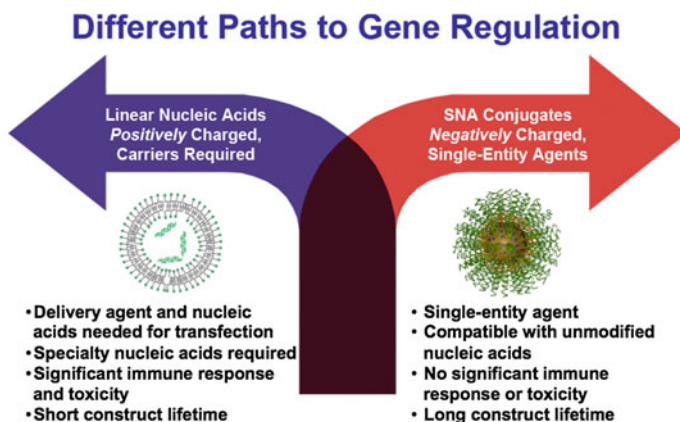 Different Paths to Gene Regulation
Linear Nucleic Acids
Positively Charged,
Carriers Required
SNA Conjugates
Negatively Charged,
Single-Entity Agents
• Delivery agent and nucleic
acids needed for transfection
• Specialty nucleic acids required
• Significant immune response
and toxicity
• Short construct lifetime
• Single-entity agent
• Compatible with unmodified
nucleic acids
• No significant immune
response or toxicity
• Long construct lifetime